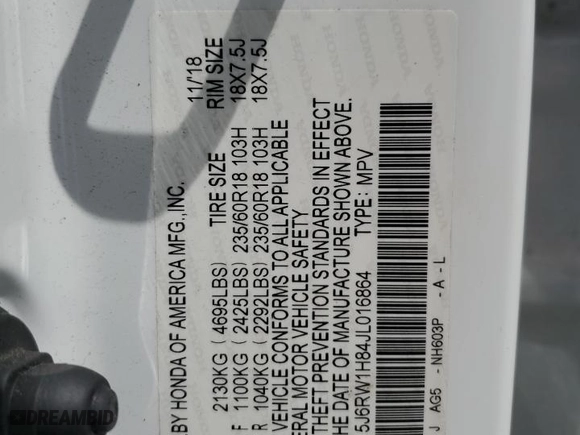 BY HONDA OF AMERICA MFG.,INC. 11/18
2130KG ( 4695LBS) TIRE SIZE RIM SIZE
F 1100KG ( 2425LBS) 235/60R18 103H 18X7.5J
R 1040KG ( 2292LBS) 235/60R18 103H 18X7.5J
VEHICLE CONFORMS TO ALL APPLICABLE
ERAL MOTOR VEHICLE SAFETY
THEFT PREVENTION STANDARDS IN EFFECT
THE DATE OF MANUFACTURE SHOWN ABOVE.
5J6RW1H84JL016864 TYPE: MPV
J AG5 - NH603P - A - L
DREAMBID